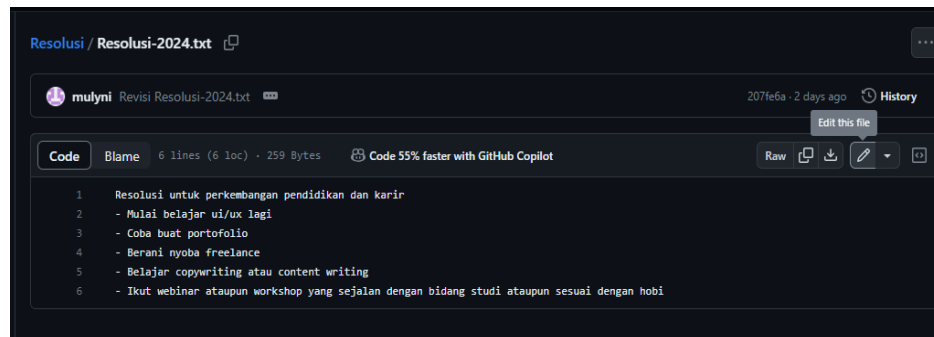 Resolusi / Resolusi-2024.txt
mulyni Revisi Resolusi-2024.txt
207fe6a · 2 days ago History
Edit this file
Code Blame 6 lines (6 loc) · 259 Bytes Code 55% faster with GitHub Copilot Raw
1 Resolusi untuk perkembangan pendidikan dan karir
2 - Mulai belajar ui/ux lagi
3 - Coba buat portofolio
4 - Berani nyoba freelance
5 - Belajar copywriting atau content writing
6 - Ikut webinar ataupun workshop yang sejalan dengan bidang studi ataupun sesuai dengan hobi